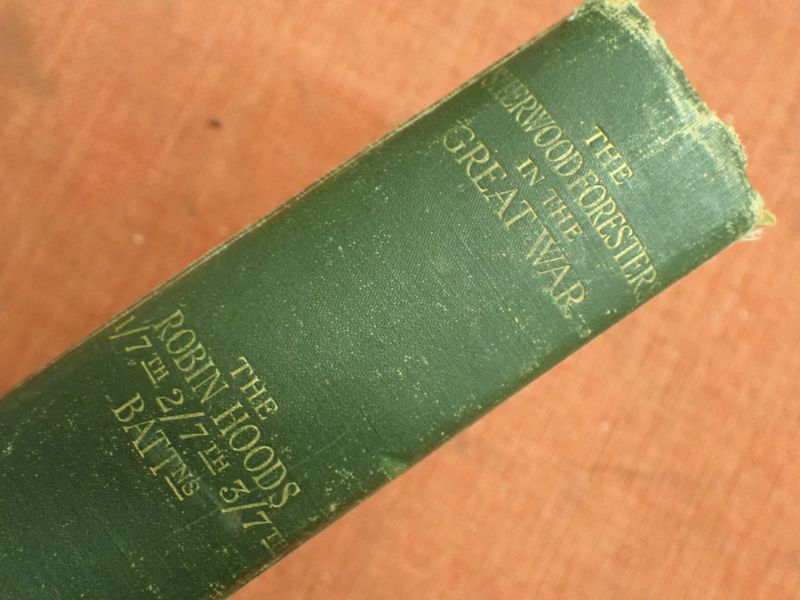 THE
SHERWOOD FORESTERS
IN THE
GREAT WAR
THE
ROBIN HOODS
1/7TH 2/7TH 3/7TH
BATTNS